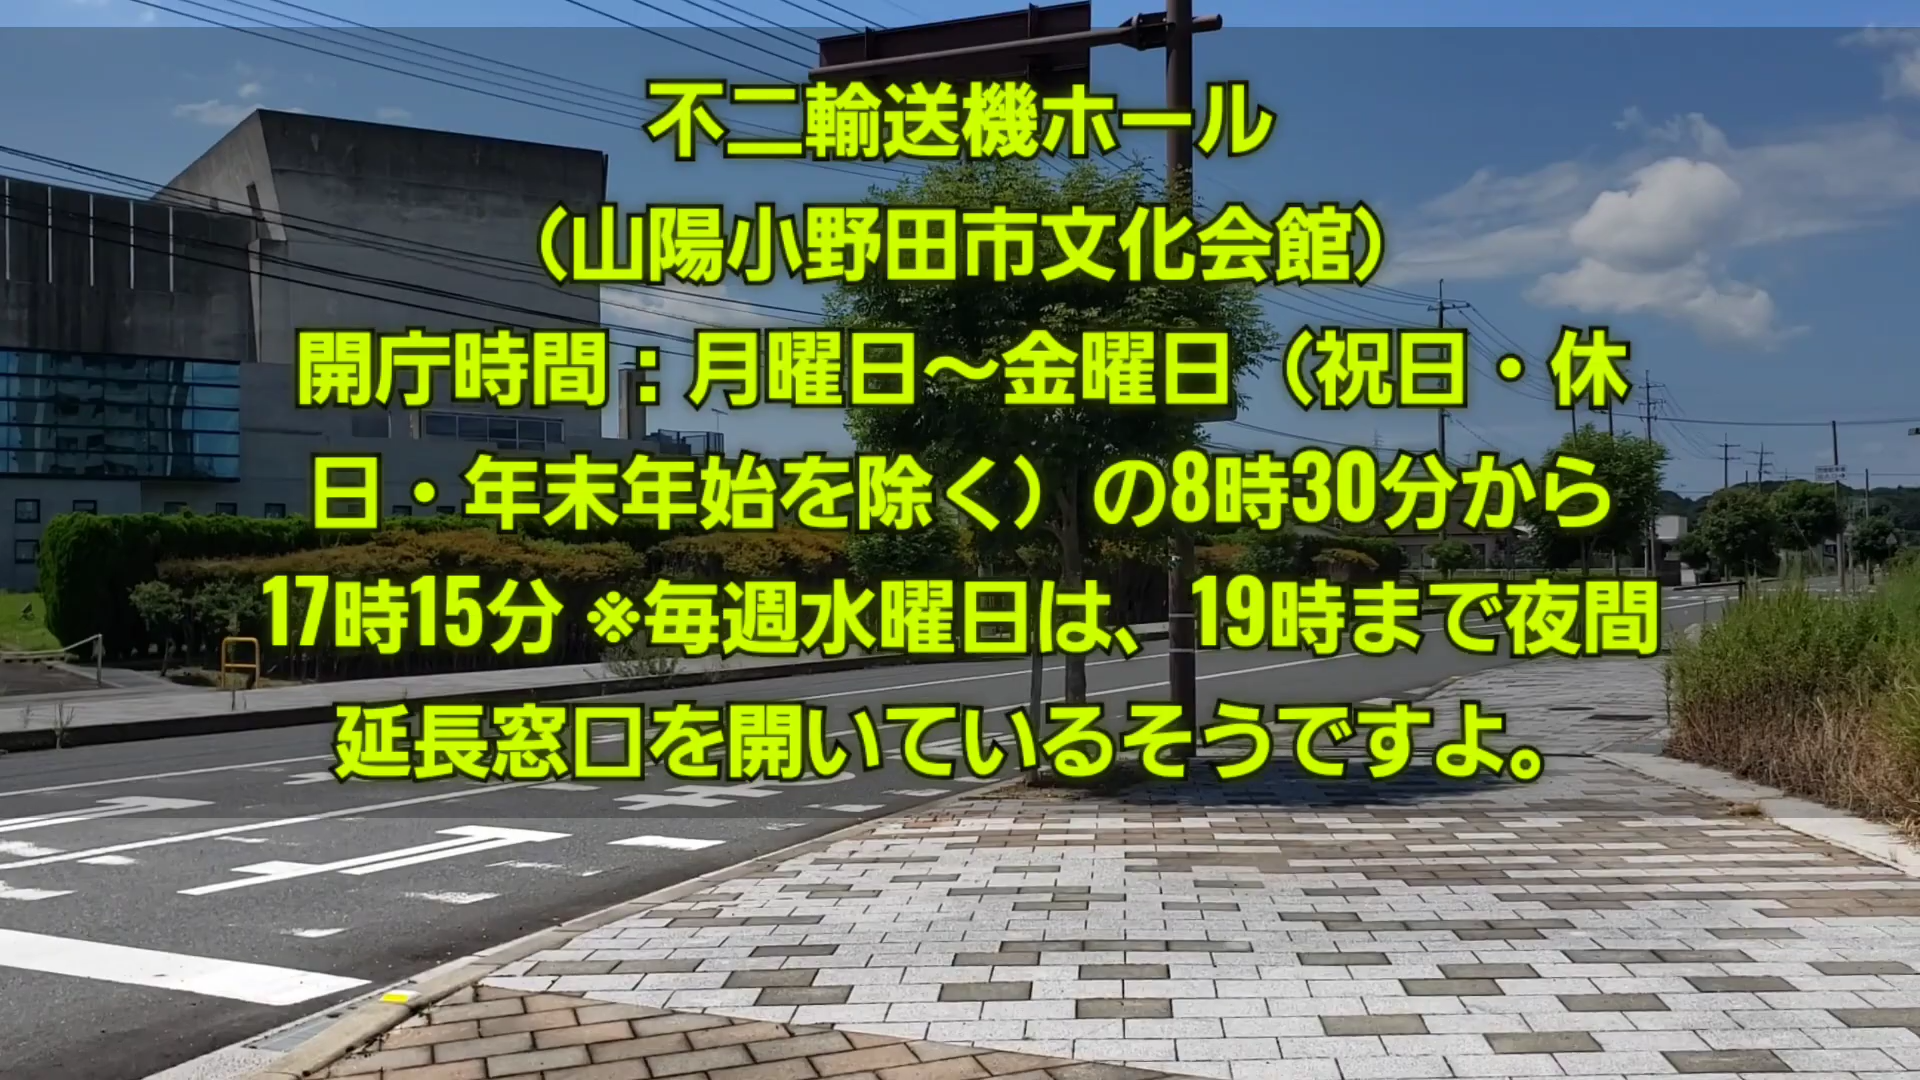 不二輸送機ホール
（山陽小野田市文化会館）
開庁時間：月曜日～金曜日（祝日・休
日・年末年始を除く）の8時30分から
17時15分 ※毎週水曜日は、19時まで夜間
延長窓口を開いているそうですよ。